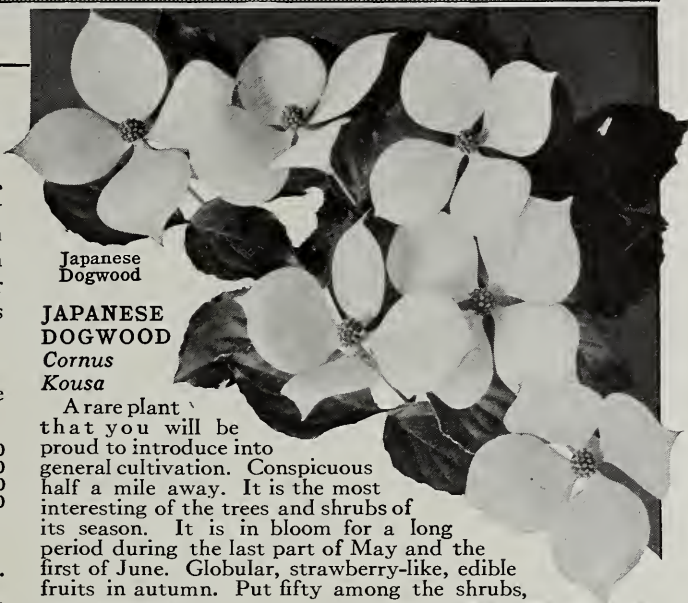 Japanese
Dogwood
JAPANESE
DOGWOOD
Cornus
Kousa
A rare plant
that you will be
proud to introduce into
general cultivation. Conspicuous
half a mile away. It is the most
interesting of the trees and shrubs of
its season. It is in bloom for a long
period during the last part of May and the
first of June. Globular, strawberry-like, edible
fruits in autumn. Put fifty among the shrubs,